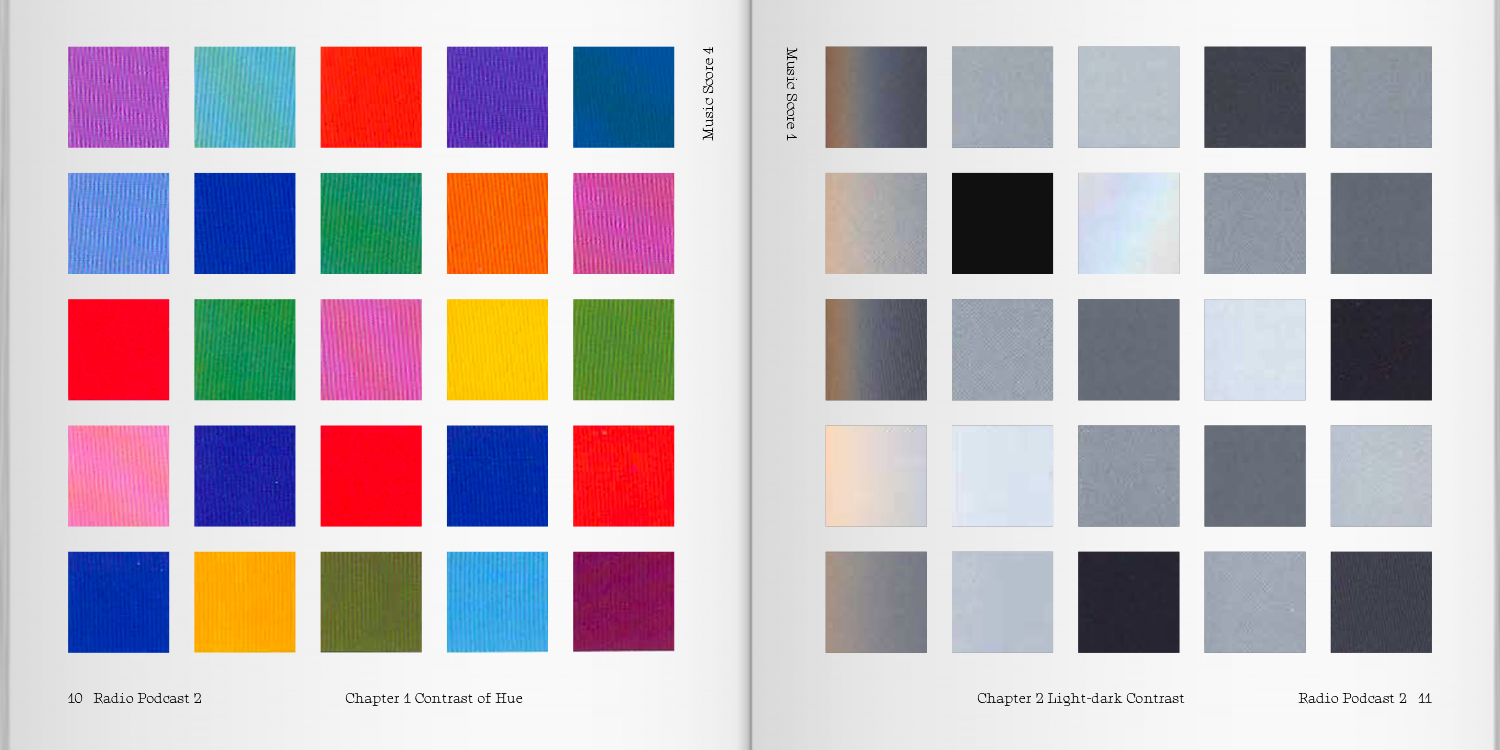 Music Score 4
10 Radio Podcast 2
Chapter 1 Contrast of Hue
Music Score 1
Chapter 2 Light-dark Contrast
Radio Podcast 2 11